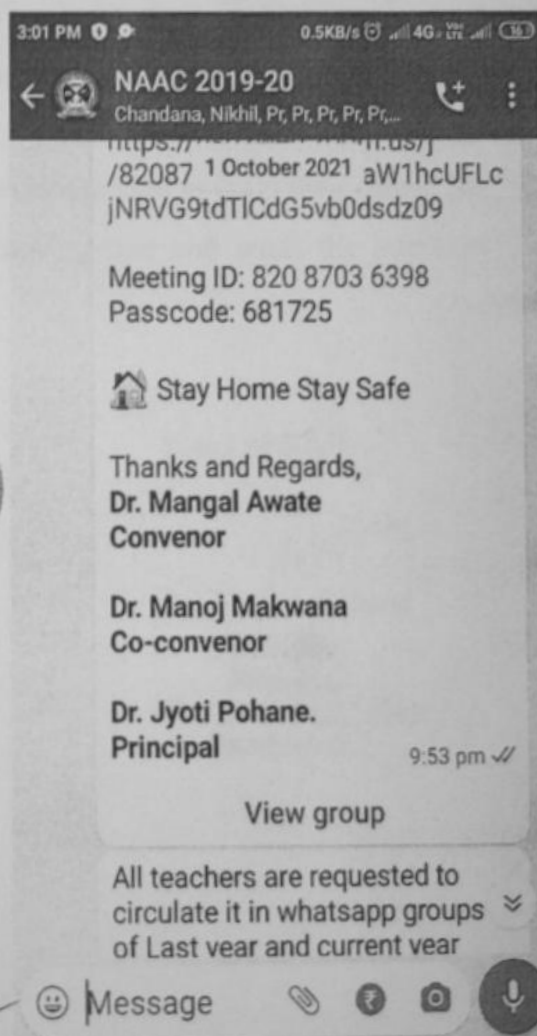 3:01 PM 0.5KB/s 4G 16
NAAC 2019-20
Chandana, Nikhil, Pr, Pr, Pr, Pr, Pr,...
/82087 1 October 2021 aW1hcUFLc
jNRVG9tdTlCdG5vb0dsdz09
Meeting ID: 820 8703 6398
Passcode: 681725
Stay Home Stay Safe
Thanks and Regards,
Dr. Mangal Awate
Convenor
Dr. Manoj Makwana
Co-convenor
Dr. Jyoti Pohane.
Principal
9:53 pm
View group
All teachers are requested to
circulate it in whatsapp groups
of Last year and current year
Message